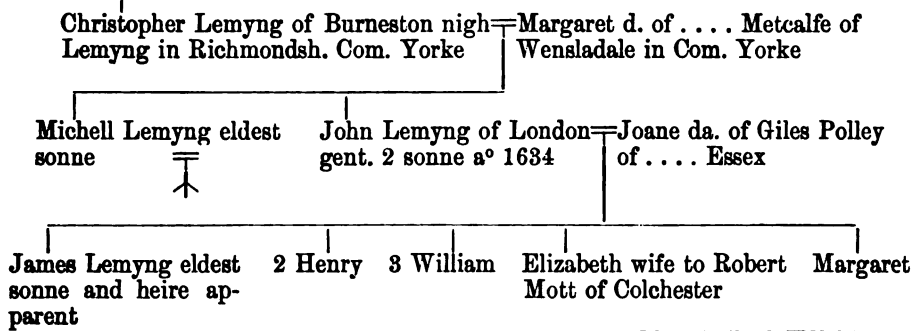 Christopher Lemyng of Burneston nigh Margaret d. of . . . . Metcalfe of
Lemyng in Richmondsh. Com. Yorke Wensladale in Com. Yorke
Michell Lemyng eldest John Lemyng of London Joane da. of Giles Polley
sonne gent. 2 sonne aº 1634 of . . . . Essex
James Lemyng eldest 2 Henry 3 William Elizabeth wife to Robert Margaret
sonne and heire ap- Mott of Colchester
parent